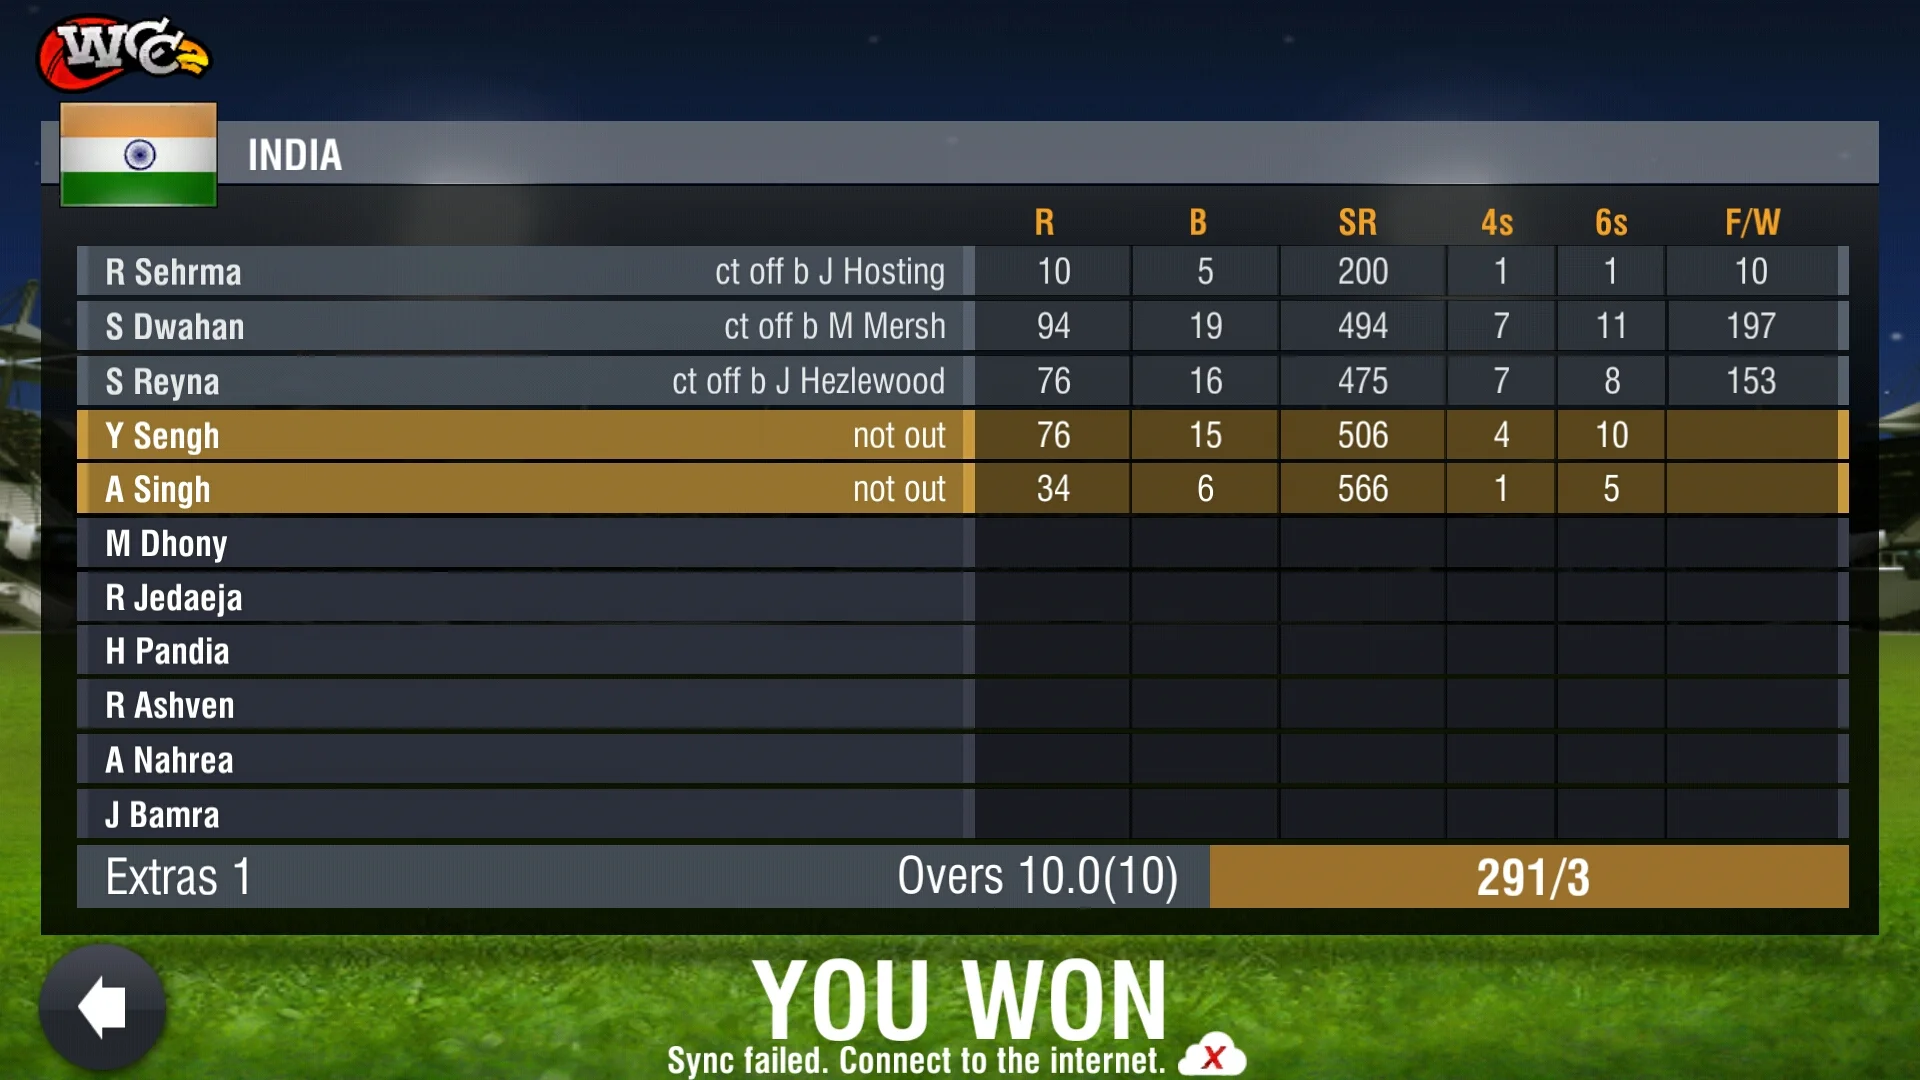 WCC2
INDIA
R B SR 4s 6s F/W
R Sehrma ct off b J Hosting 10 5 200 1 1 10
S Dwahan ct off b M Mersh 94 19 494 7 11 197
S Reyna ct off b J Hezlewood 76 16 475 7 8 153
Y Sengh not out 76 15 506 4 10
A Singh not out 34 6 566 1 5
M Dhony
R Jedaeja
H Pandia
R Ashven
A Nahrea
J Bamra
Extras 1 Overs 10.0(10) 291/3
YOU WON
Sync failed. Connect to the internet. X